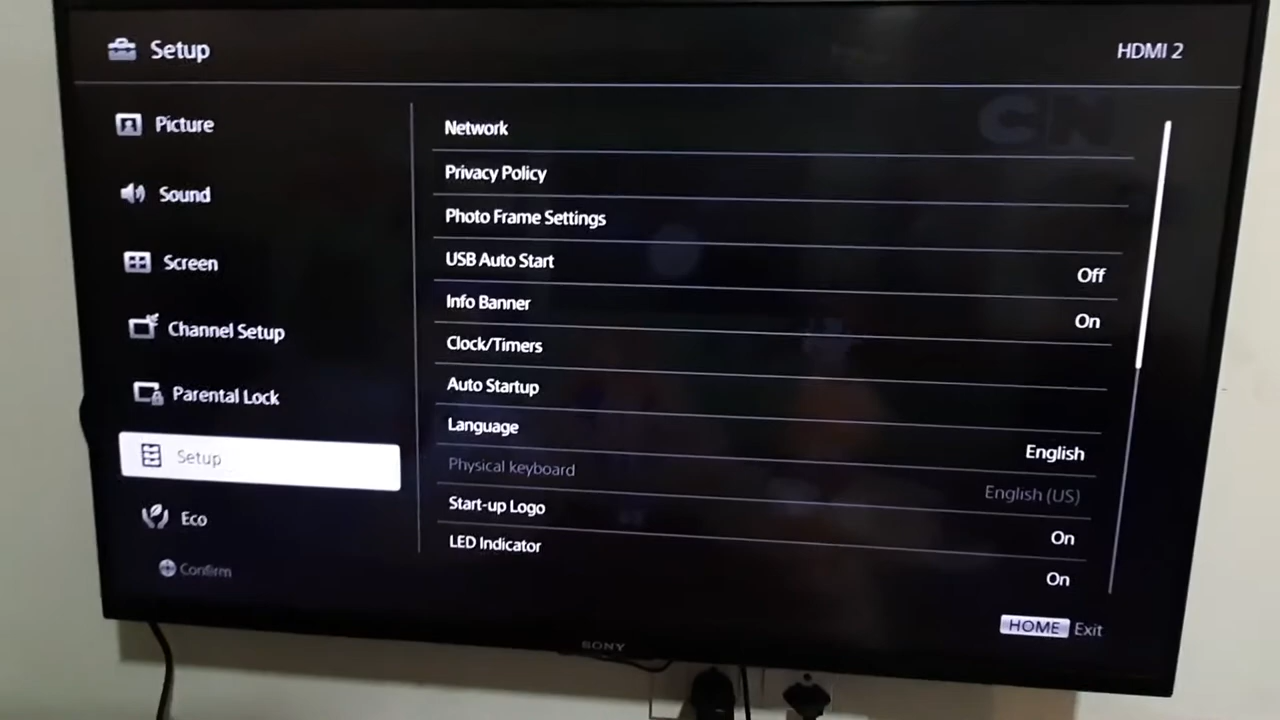 Setup
HDMI 2
Picture
Sound
Screen
Channel Setup
Parental Lock
Setup
Eco
Confirm
Network
Privacy Policy
Photo Frame Settings
USB Auto Start Off
Info Banner On
Clock/Timers
Auto Startup
Language English
Physical keyboard English (US)
Start-up Logo On
LED Indicator On
CN
HOME Exit
SONY